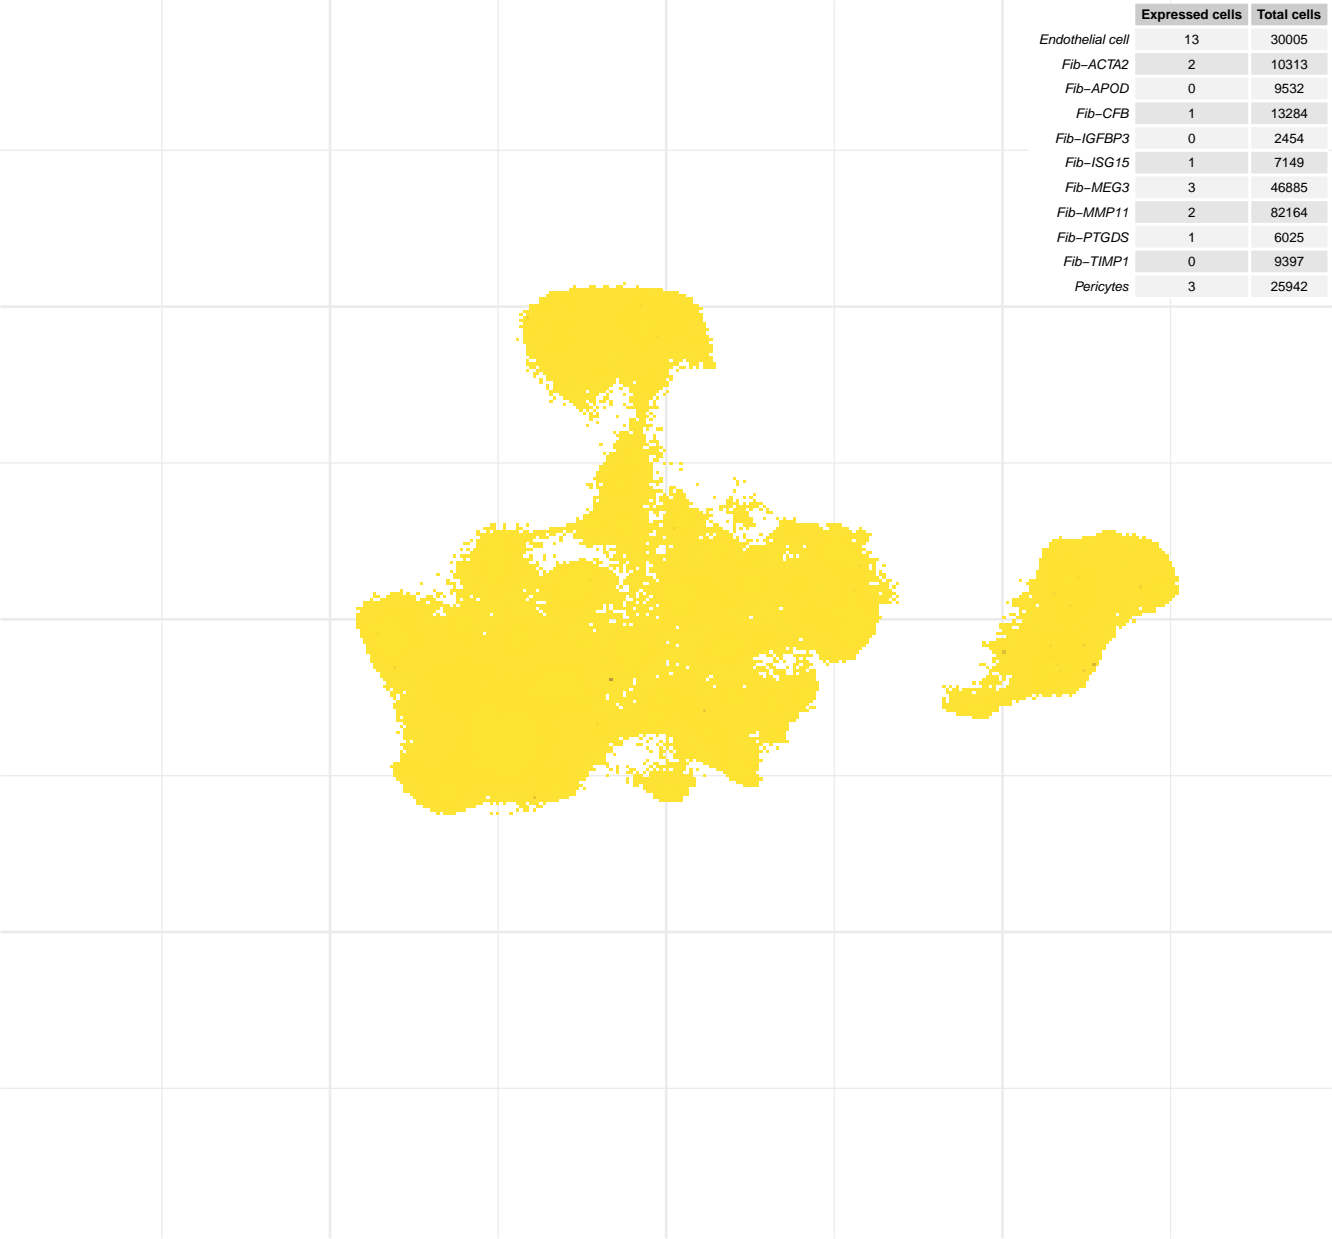 Expressed cells Total cells
Endothelial cell 13 30005
Fib−ACTA2 2 10313
Fib−APOD 0 9532
Fib−CFB 1 13284
Fib−IGFBP3 0 2454
Fib−ISG15 1 7149
Fib−MEG3 3 46885
Fib−MMP11 2 82164
Fib−PTGDS 1 6025
Fib−TIMP1 0 9397
Pericytes 3 25942